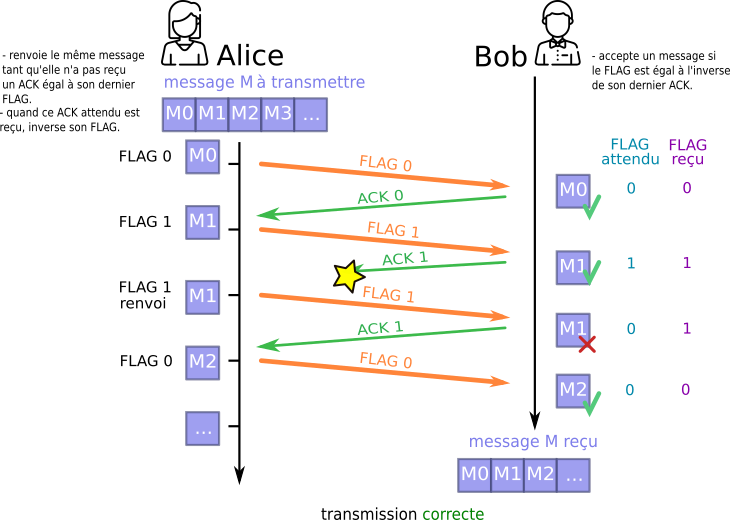 Alice
Bob
- renvoie le même message
tant qu'elle n'a pas reçu
un ACK égal à son dernier
FLAG.
- quand ce ACK attendu est
reçu, inverse son FLAG.
- accepte un message si
le FLAG est égal à l'inverse
de son dernier ACK.
message M à transmettre
M0 M1 M2 M3 ...
FLAG attendu
FLAG reçu
FLAG 0
M0
FLAG 0
M0
0
0
ACK 0
FLAG 1
M1
FLAG 1
ACK 1
M1
1
1
FLAG 1
renvoi
M1
FLAG 1
M1
0
1
ACK 1
FLAG 0
M2
FLAG 0
M2
0
0
...
message M reçu
M0 M1 M2 ...
transmission correcte